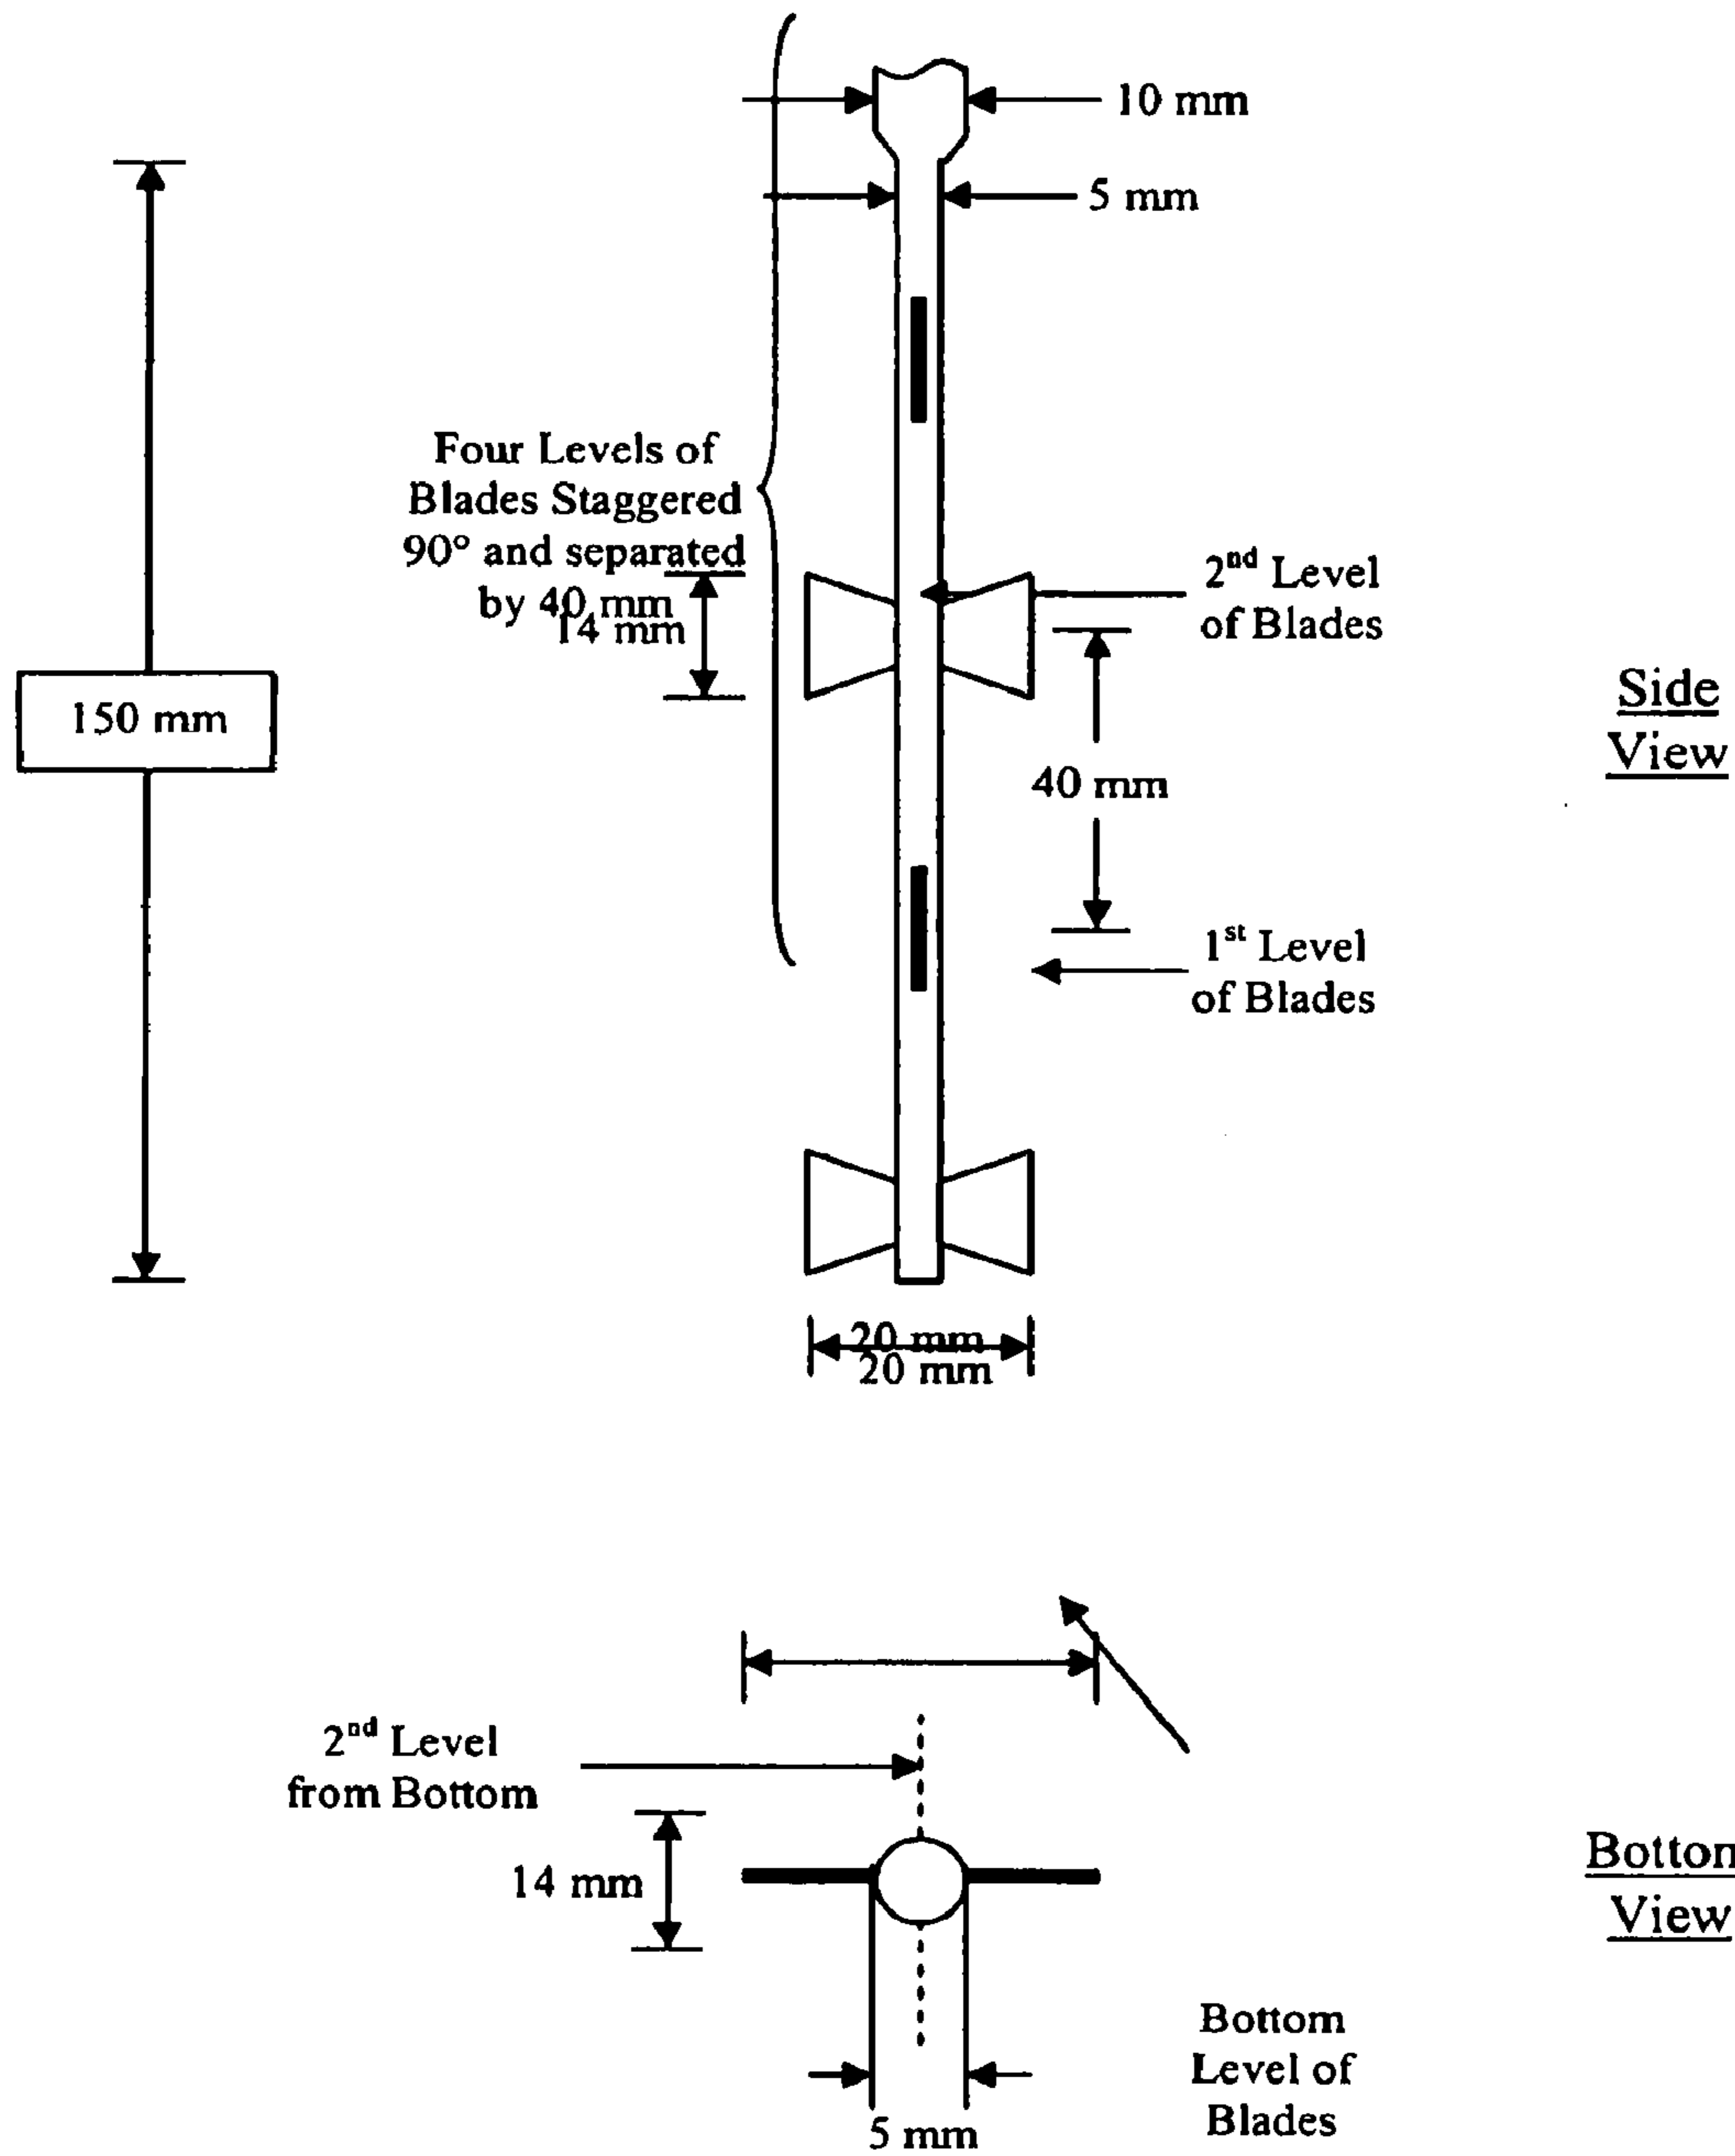 10 mm
5 mm
Four Levels of
Blades Staggered
90° and separated
by 40 mm
14 mm
2nd Level
of Blades
150 mm
Side
View
40 mm
1st Level
of Blades
20 mm
20 mm
2nd Level
from Bottom
14 mm
Botton
View
Bottom
Level of
Blades
5 mm